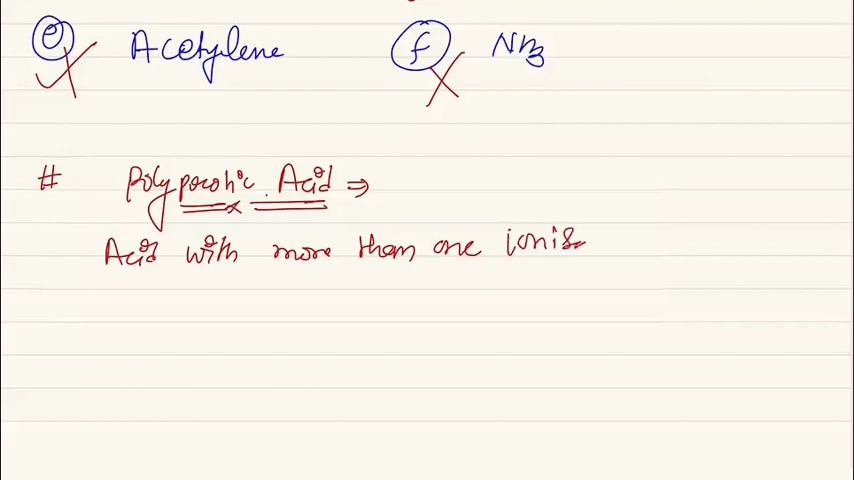 e Acetylene f NH3
# Polyprotic Acid ⇒
Acid with more than one ionis